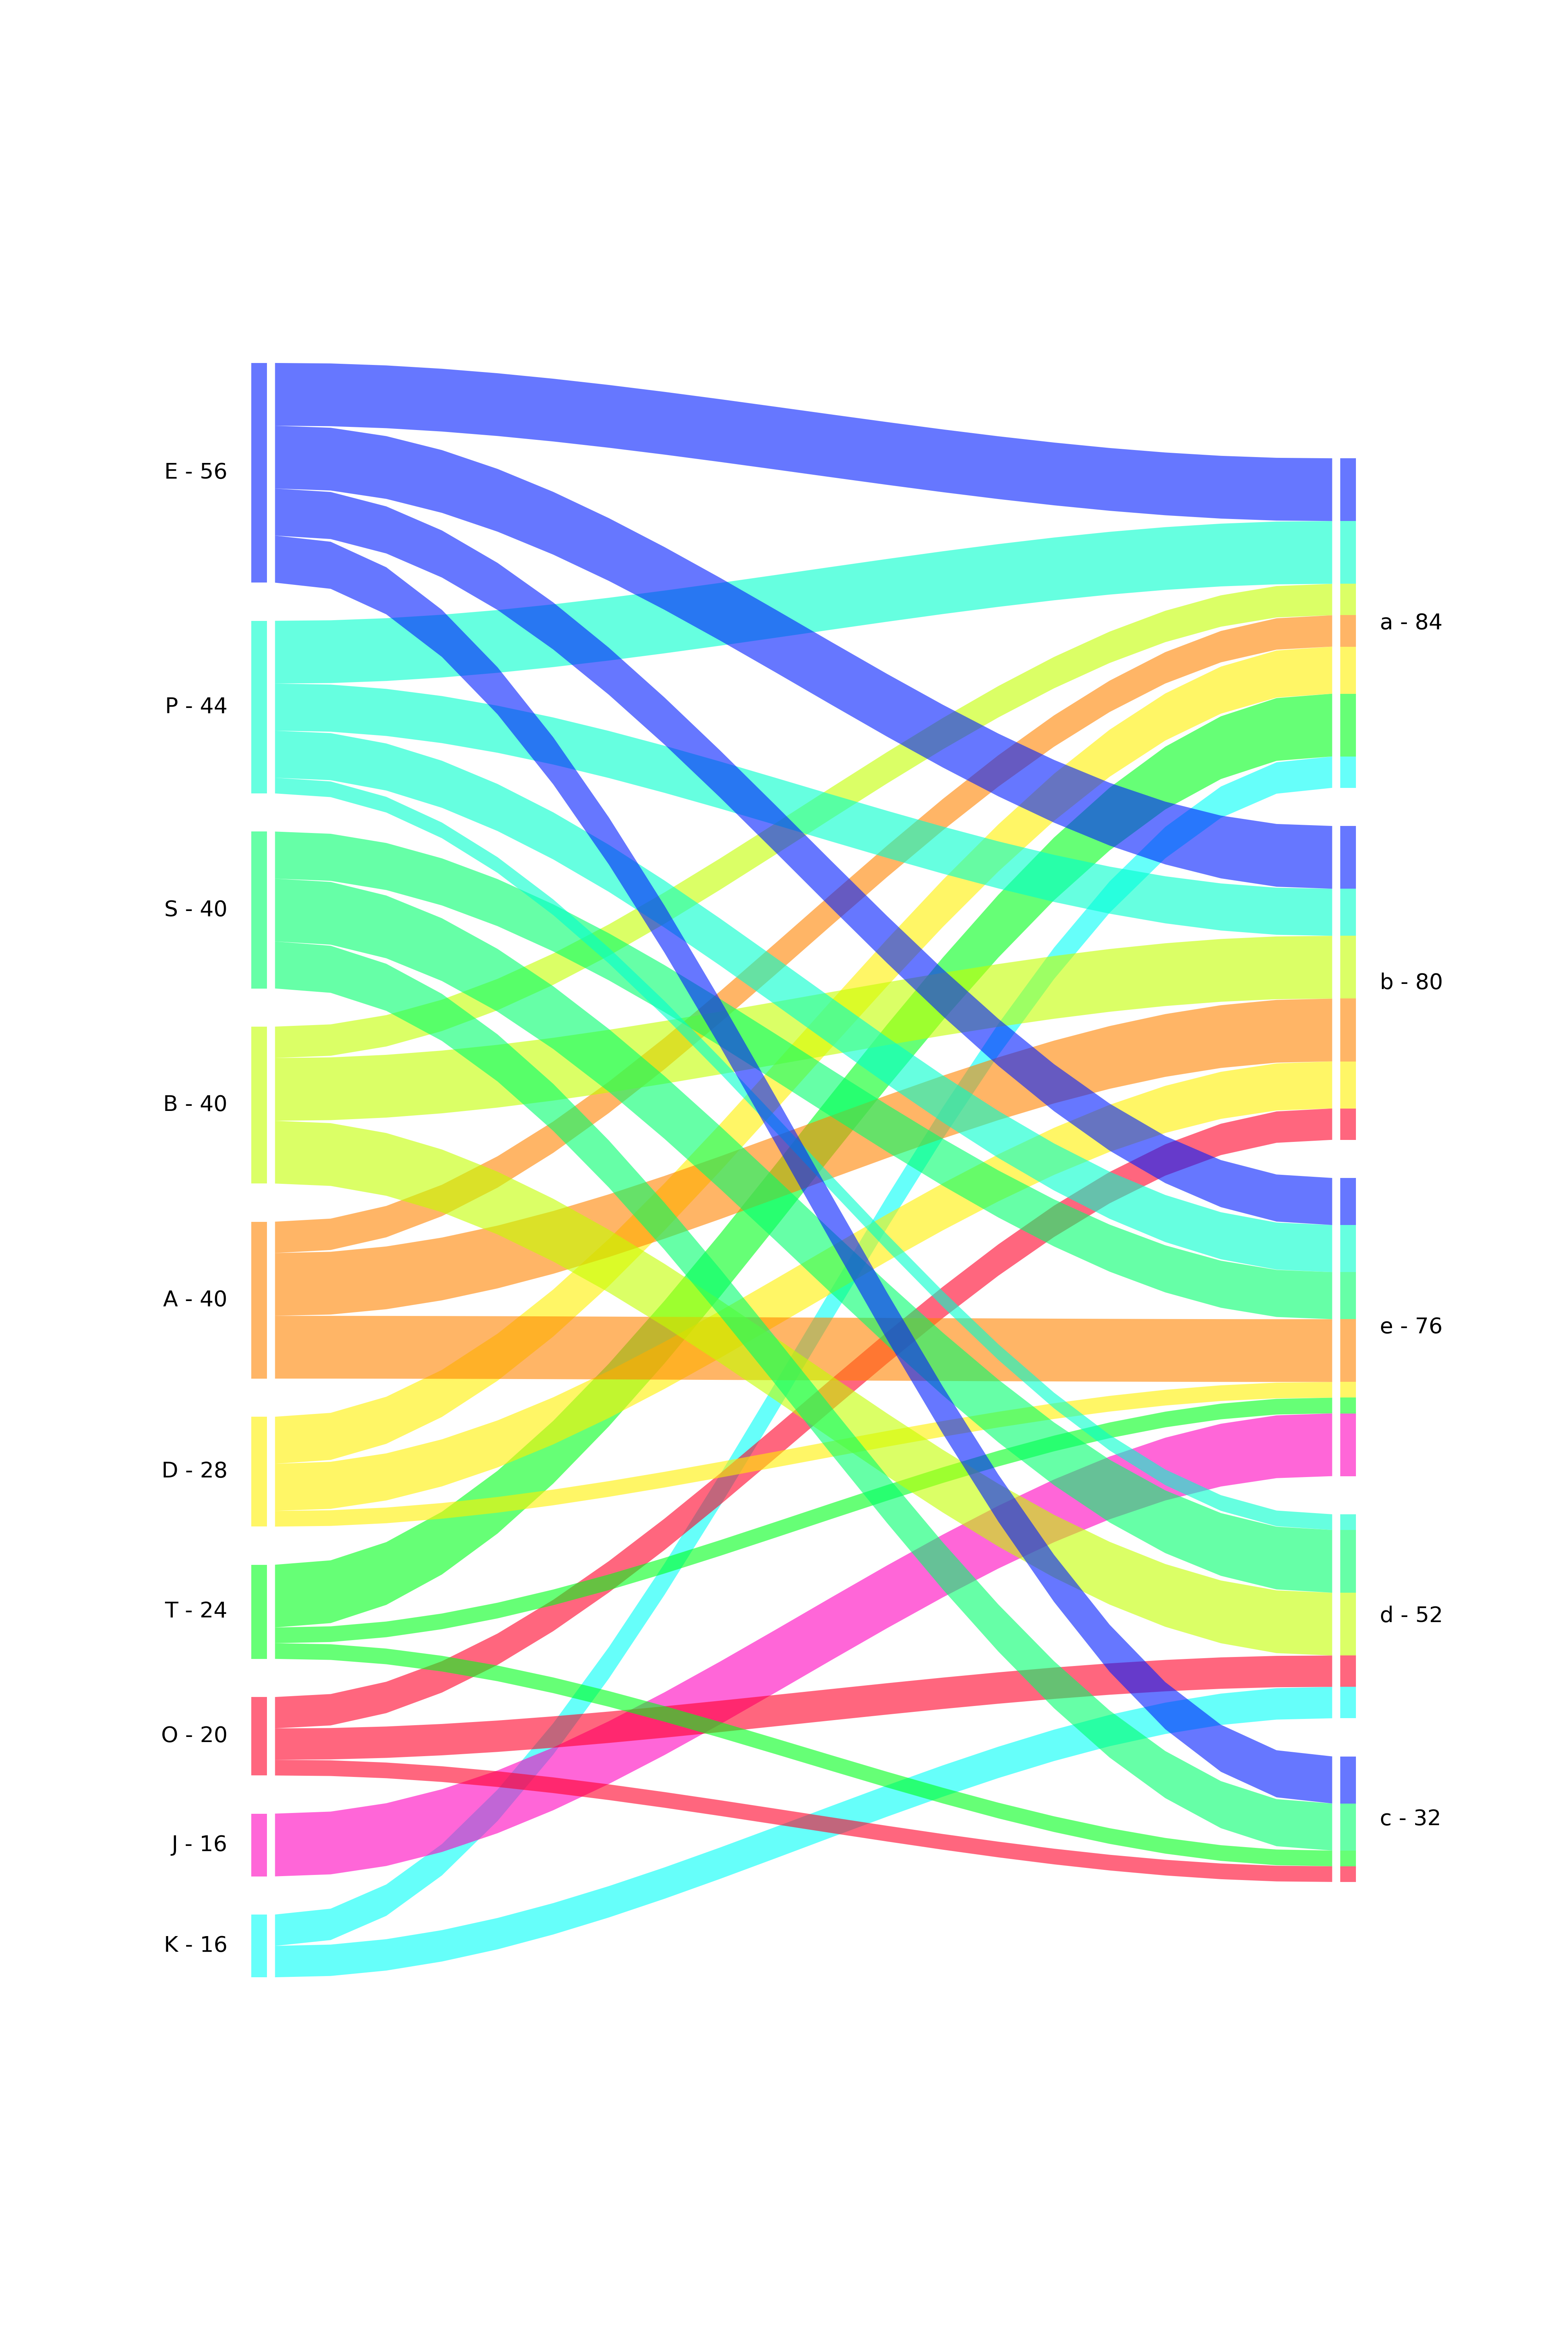 E - 56
P - 44
S - 40
B - 40
A - 40
D - 28
T - 24
O - 20
J - 16
K - 16
a - 84
b - 80
e - 76
d - 52
c - 32